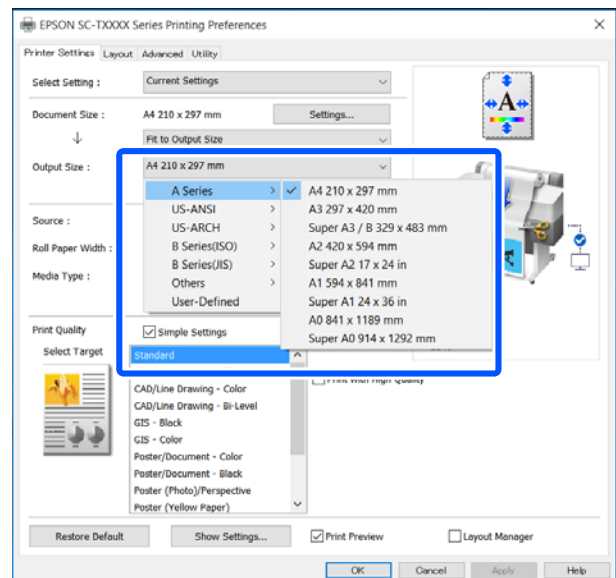 EPSON SC-TXXXX Series Printing Preferences
Printer Settings Layout Advanced Utility
Select Setting : Current Settings
Document Size : A4 210 x 297 mm Settings...
Fit to Output Size
Output Size : A4 210 x 297 mm
A Series
US-ANSI
US-ARCH
B Series(ISO)
B Series(JIS)
Others
User-Defined
A4 210 x 297 mm
A3 297 x 420 mm
Super A3 / B 329 x 483 mm
A2 420 x 594 mm
Super A2 17 x 24 in
A1 594 x 841 mm
Super A1 24 x 36 in
A0 841 x 1189 mm
Super A0 914 x 1292 mm
A
Source :
Roll Paper Width :
Media Type :
Print Quality Simple Settings
Select Target
Standard
Print with High Quality
CAD/Line Drawing - Color
CAD/Line Drawing - Bi-Level
GIS - Black
GIS - Color
Poster/Document - Color
Poster/Document - Black
Poster (Photo)/Perspective
Poster (Yellow Paper)
Restore Default Show Settings... Print Preview Layout Manager
OK Cancel Apply Help